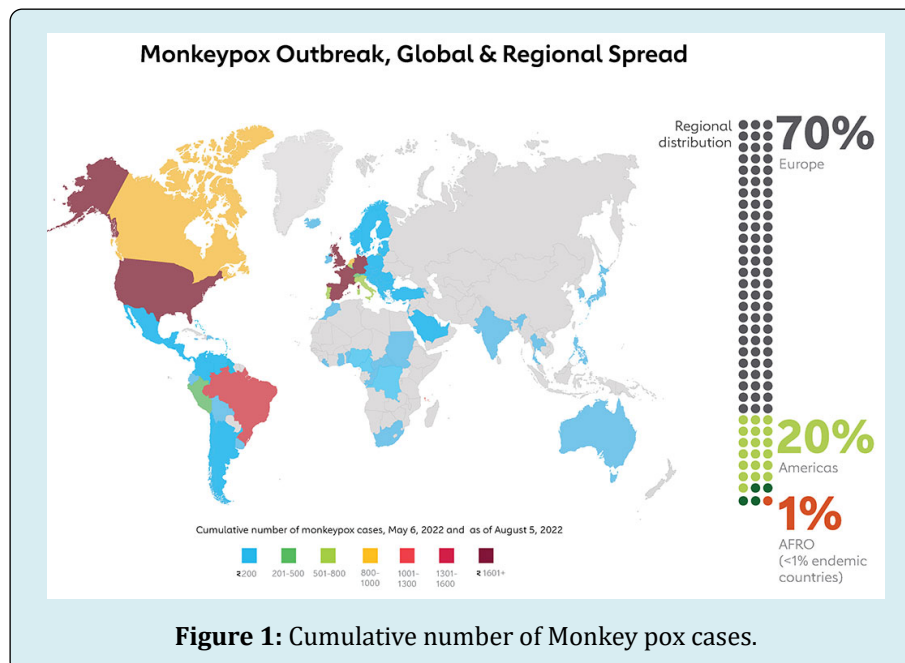 Monkeypox Outbreak, Global & Regional Spread
Regional
distribution
70%
Europe
20%
Americas
1%
AFRO
(<1% endemic
countries)
Cumulative number of monkeypox cases, May 6, 2022 and as of August 5, 2022
≥200
201-500
501-800
800-
1000
1001-
1300
1301-
1600
≥1601+
Figure 1: Cumulative number of Monkey pox cases.